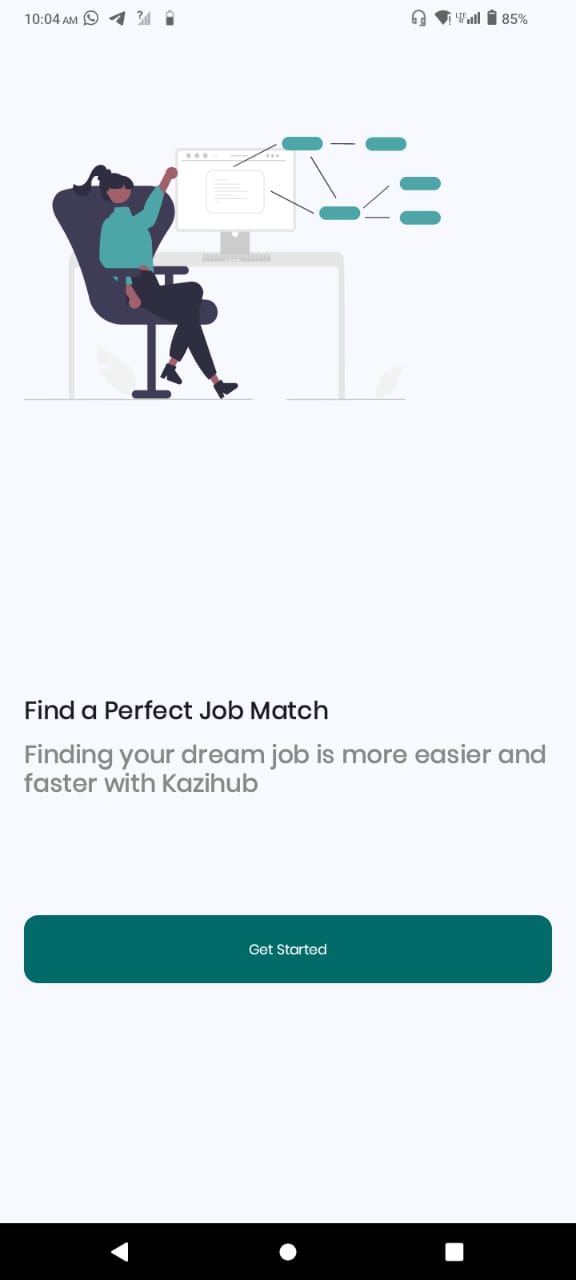 10:04 AM
85%
Find a Perfect Job Match
Finding your dream job is more easier and
faster with Kazihub
Get Started